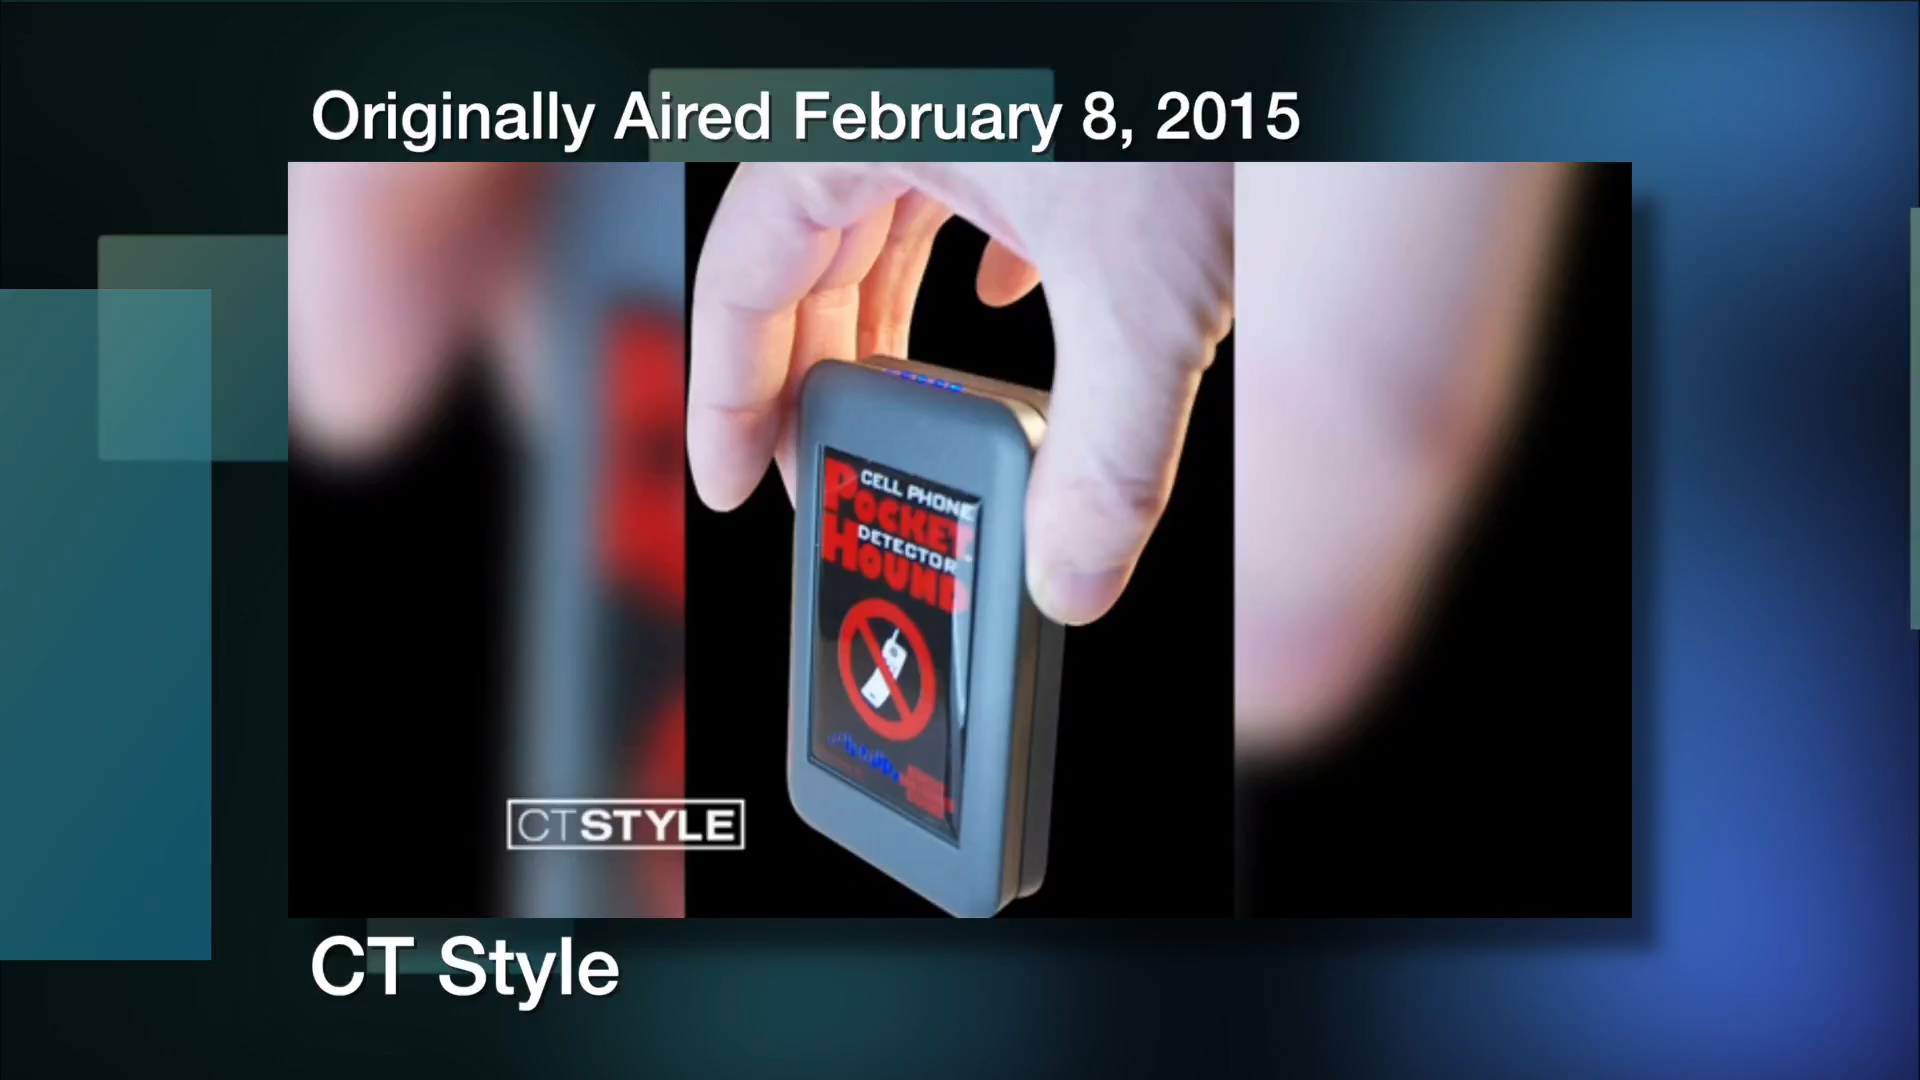 Originally Aired February 8, 2015
CELL PHONE
POCKET
DETECTOR
HOUND
CTSTYLE
CT Style